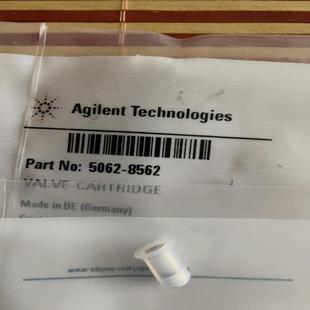 Agilent Technologies
Part No: 5062-8562
VALVE-CARTRIDGE
Made in DE (Germany)